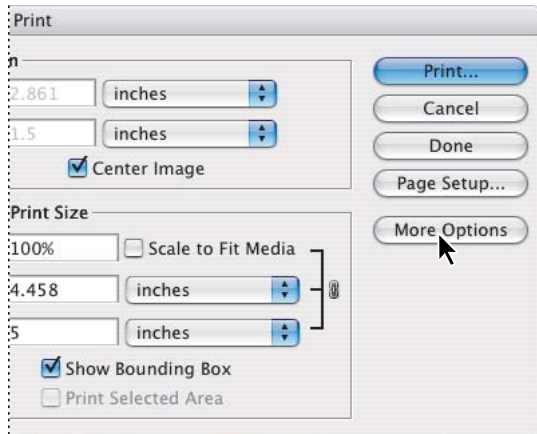 Print
n
2.861 inches
1.5 inches
Center Image
Print Size
100% Scale to Fit Media
4.458 inches
5 inches
Show Bounding Box
Print Selected Area
Print...
Cancel
Done
Page Setup...
More Options